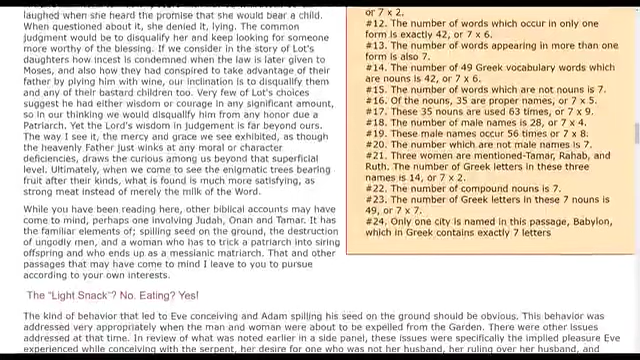 laughed when she heard the promise that she would bear a child.
When questioned about it, she denied it, lying. The common
judgment would be to disqualify her and keep looking for someone
more worthy of the blessing. If we consider in the story of Lot's
daughters how incest is condemned when the law is later given to
Moses, and also how they had conspired to take advantage of their
father by plying him with wine, our inclination is to disqualify them
and any of their bastard children too. Very few of Lot's choices
suggest he had either wisdom or courage in any significant amount,
so in our thinking we would disqualify him from any honor due a
Patriarch. Yet the Lord's wisdom in judgement is far beyond ours.
The way I see it, the mercy and grace we see exhibited, as though
the heavenly Father just winks at any moral or character
deficiencies, draws the curious among us beyond that superficial
level. Ultimately, when we come to see the enigmatic trees bearing
fruit after their kinds, what is found is much more satisfying, as
strong meat instead of merely the milk of the Word.
While you have been reading here, other biblical accounts may
have come to mind, perhaps one involving Judah, Onan and Tamar. It has
the familiar elements of; spilling seed on the ground, the destruction
of ungodly men, and a woman who has to trick a patriarch into siring
offspring and who ends up as a messianic matriarch. That and other
passages that may have come to mind I leave to you to pursue
according to your own interests.
or 7 x 2.
#12. The number of words which occur in only one
form is exactly 42, or 7 x 6.
#13. The number of words appearing in more than one
form is also 7.
#14. The number of 49 Greek vocabulary words which
are nouns is 42, or 7 x 6.
#15. The number of words which are not nouns is 7.
#16. Of the nouns, 35 are proper names, or 7 x 5.
#17. These 35 nouns are used 63 times, or 7 x 9.
#18. The number of male names is 28, or 7 x 4.
#19. These male names occur 56 times or 7 x 8.
#20. The number which are not male names is 7.
#21. Three women are mentioned-Tamar, Rahab, and
Ruth. The number of Greek letters in these three
names is 14, or 7 x 2.
#22. The number of compound nouns is 7.
#23. The number of Greek letters in these 7 nouns is
49, or 7 x 7.
#24. Only one city is named in this passage, Babylon,
which in Greek contains exactly 7 letters
The "Light Snack"? No. Eating? Yes!
The kind of behavior that led to Eve conceiving and Adam spilling his seed on the ground should be obvious. This behavior was
addressed very appropriately when the man and woman were about to be expelled from the Garden. There were other issues
addressed at that time. In review of what was noted earlier in a side panel, these issues were specifically the implied pleasure Eve
experienced while conceiving with the serpent, her desire for one who was not her husband, her ruling over her husband, and